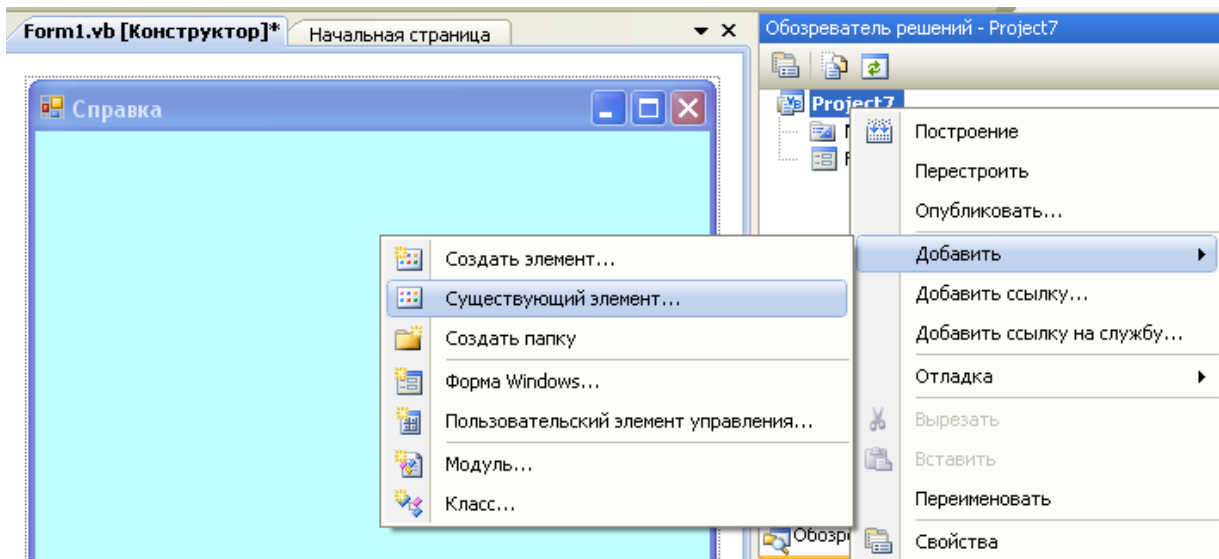 Form1.vb [Конструктор]* Начальная страница
Обозреватель решений - Project7
Справка
Project7
Построение
Перестроить
Опубликовать...
Добавить
Добавить ссылку...
Добавить ссылку на службу...
Отладка
Вырезать
Вставить
Переименовать
Свойства
Создать элемент...
Существующий элемент...
Создать папку
Форма Windows...
Пользовательский элемент управления...
Модуль...
Класс...